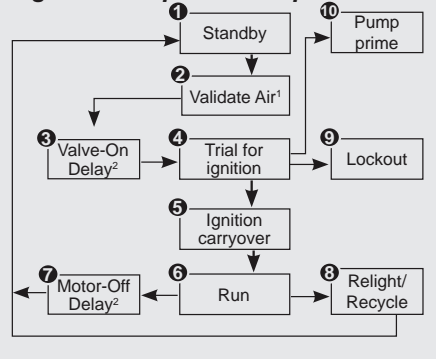 1
Standby
10
Pump
prime
2
Validate Air¹
3
Valve-On
Delay²
4
Trial for
ignition
9
Lockout
5
Ignition
carryover
7
Motor-Off
Delay²
6
Run
8
Relight/
Recycle